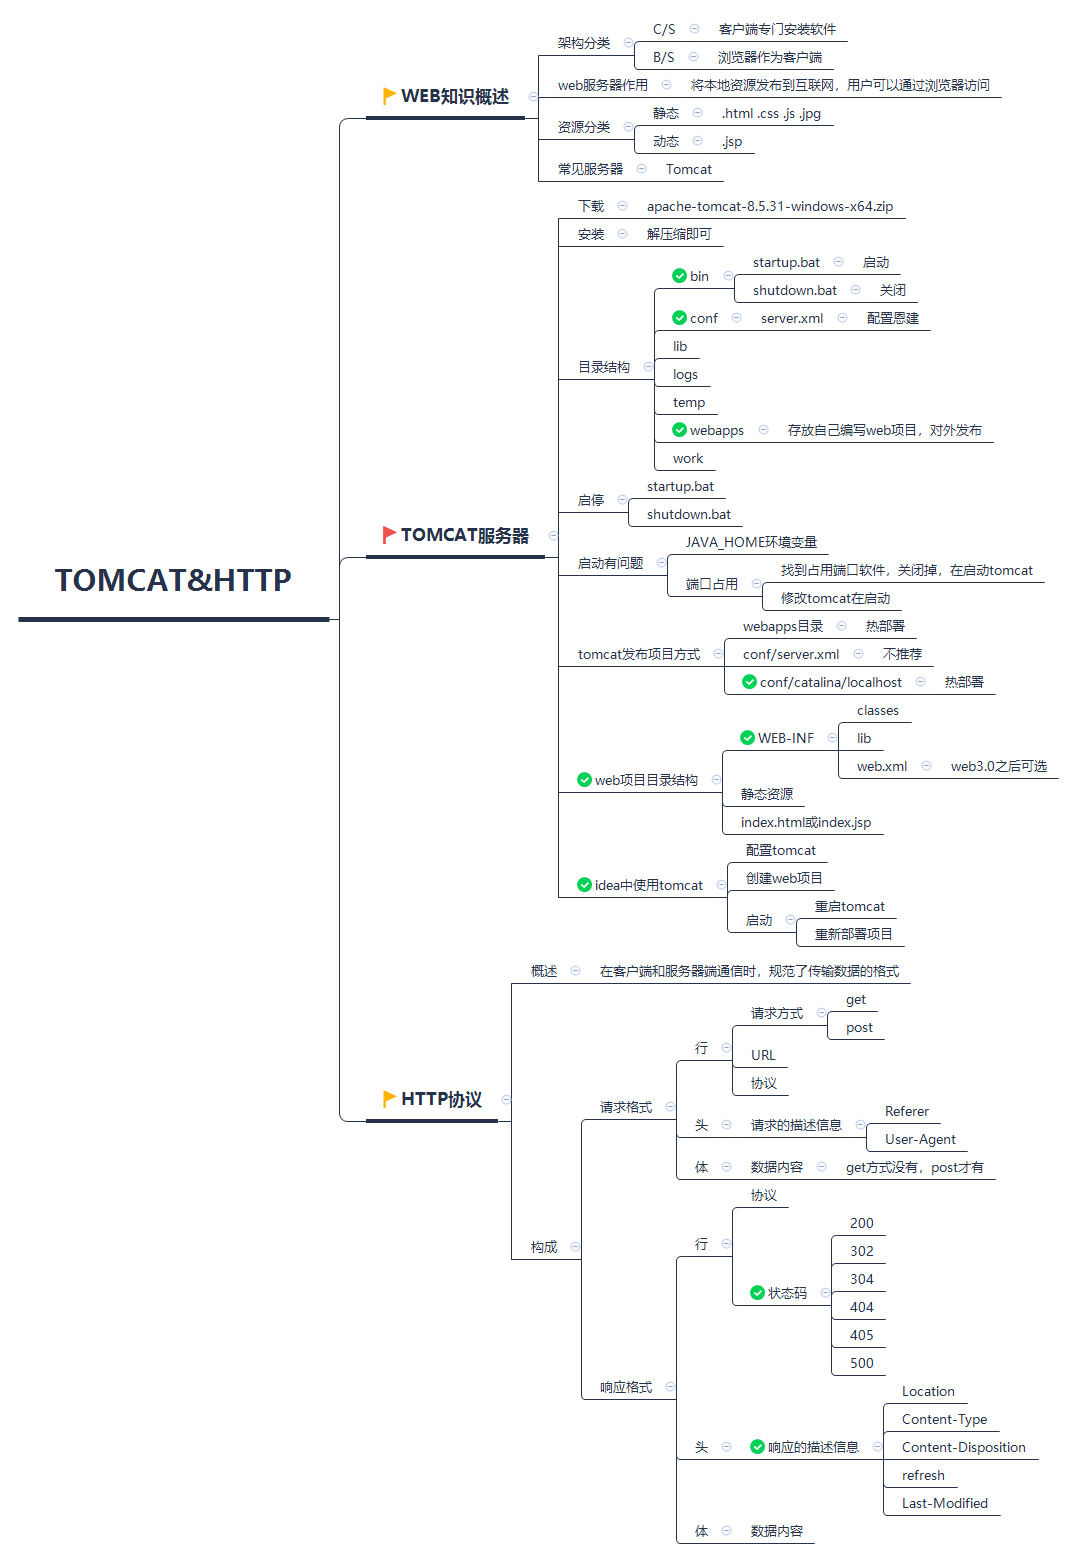 TOMCAT&HTTP
WEB知识概述
架构分类
C/S
客户端专门安装软件
B/S
浏览器作为客户端
web服务器作用
将本地资源发布到互联网，用户可以通过浏览器访问
资源分类
静态
.html .css .js .jpg
动态
.jsp
常见服务器
Tomcat
TOMCAT服务器
下载
apache-tomcat-8.5.31-windows-x64.zip
安装
解压缩即可
目录结构
bin
startup.bat
启动
shutdown.bat
关闭
conf
server.xml
配置恩建
lib
logs
temp
webapps
存放自己编写web项目，对外发布
work
启停
startup.bat
shutdown.bat
启动有问题
JAVA_HOME环境变量
端口占用
找到占用端口软件，关闭掉，在启动tomcat
修改tomcat在启动
tomcat发布项目方式
webapps目录
热部署
conf/server.xml
不推荐
conf/catalina/localhost
热部署
web项目目录结构
WEB-INF
classes
lib
web.xml
web3.0之后可选
静态资源
index.html或index.jsp
idea中使用tomcat
配置tomcat
创建web项目
启动
重启tomcat
重新部署项目
HTTP协议
概述
在客户端和服务器端通信时，规范了传输数据的格式
构成
请求格式
行
请求方式
get
post
URL
协议
头
请求的描述信息
Referer
User-Agent
体
数据内容
get方式没有，post才有
响应格式
行
协议
状态码
200
302
304
404
405
500
头
响应的描述信息
Location
Content-Type
Content-Disposition
refresh
Last-Modified
体
数据内容